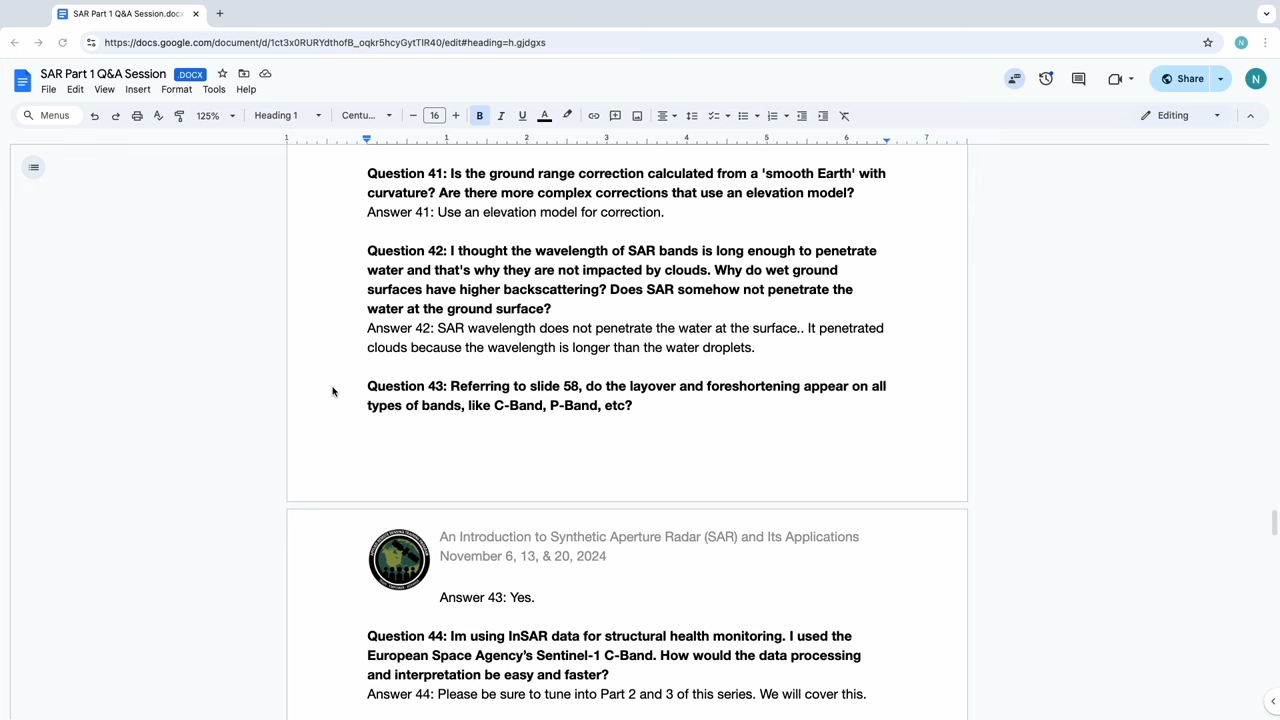 SAR Part 1 Q&A Session.docx
https://docs.google.com/document/d/1ct3x0RURYdthofB_oqkr5hcyGytTlR40/edit#heading=h.gjdgxs
N
SAR Part 1 Q&A Session .DOCX
File Edit View Insert Format Tools Help
Share
N
Menus 125% Heading 1 Centu... 16 B I U A Editing
1 1 2 3 4 5 6 7
Question 41: Is the ground range correction calculated from a 'smooth Earth' with
curvature? Are there more complex corrections that use an elevation model?
Answer 41: Use an elevation model for correction.
Question 42: I thought the wavelength of SAR bands is long enough to penetrate
water and that's why they are not impacted by clouds. Why do wet ground
surfaces have higher backscattering? Does SAR somehow not penetrate the
water at the ground surface?
Answer 42: SAR wavelength does not penetrate the water at the surface.. It penetrated
clouds because the wavelength is longer than the water droplets.
Question 43: Referring to slide 58, do the layover and foreshortening appear on all
types of bands, like C-Band, P-Band, etc?
An Introduction to Synthetic Aperture Radar (SAR) and Its Applications
November 6, 13, & 20, 2024
Answer 43: Yes.
Question 44: Im using InSAR data for structural health monitoring. I used the
European Space Agency’s Sentinel-1 C-Band. How would the data processing
and interpretation be easy and faster?
Answer 44: Please be sure to tune into Part 2 and 3 of this series. We will cover this.